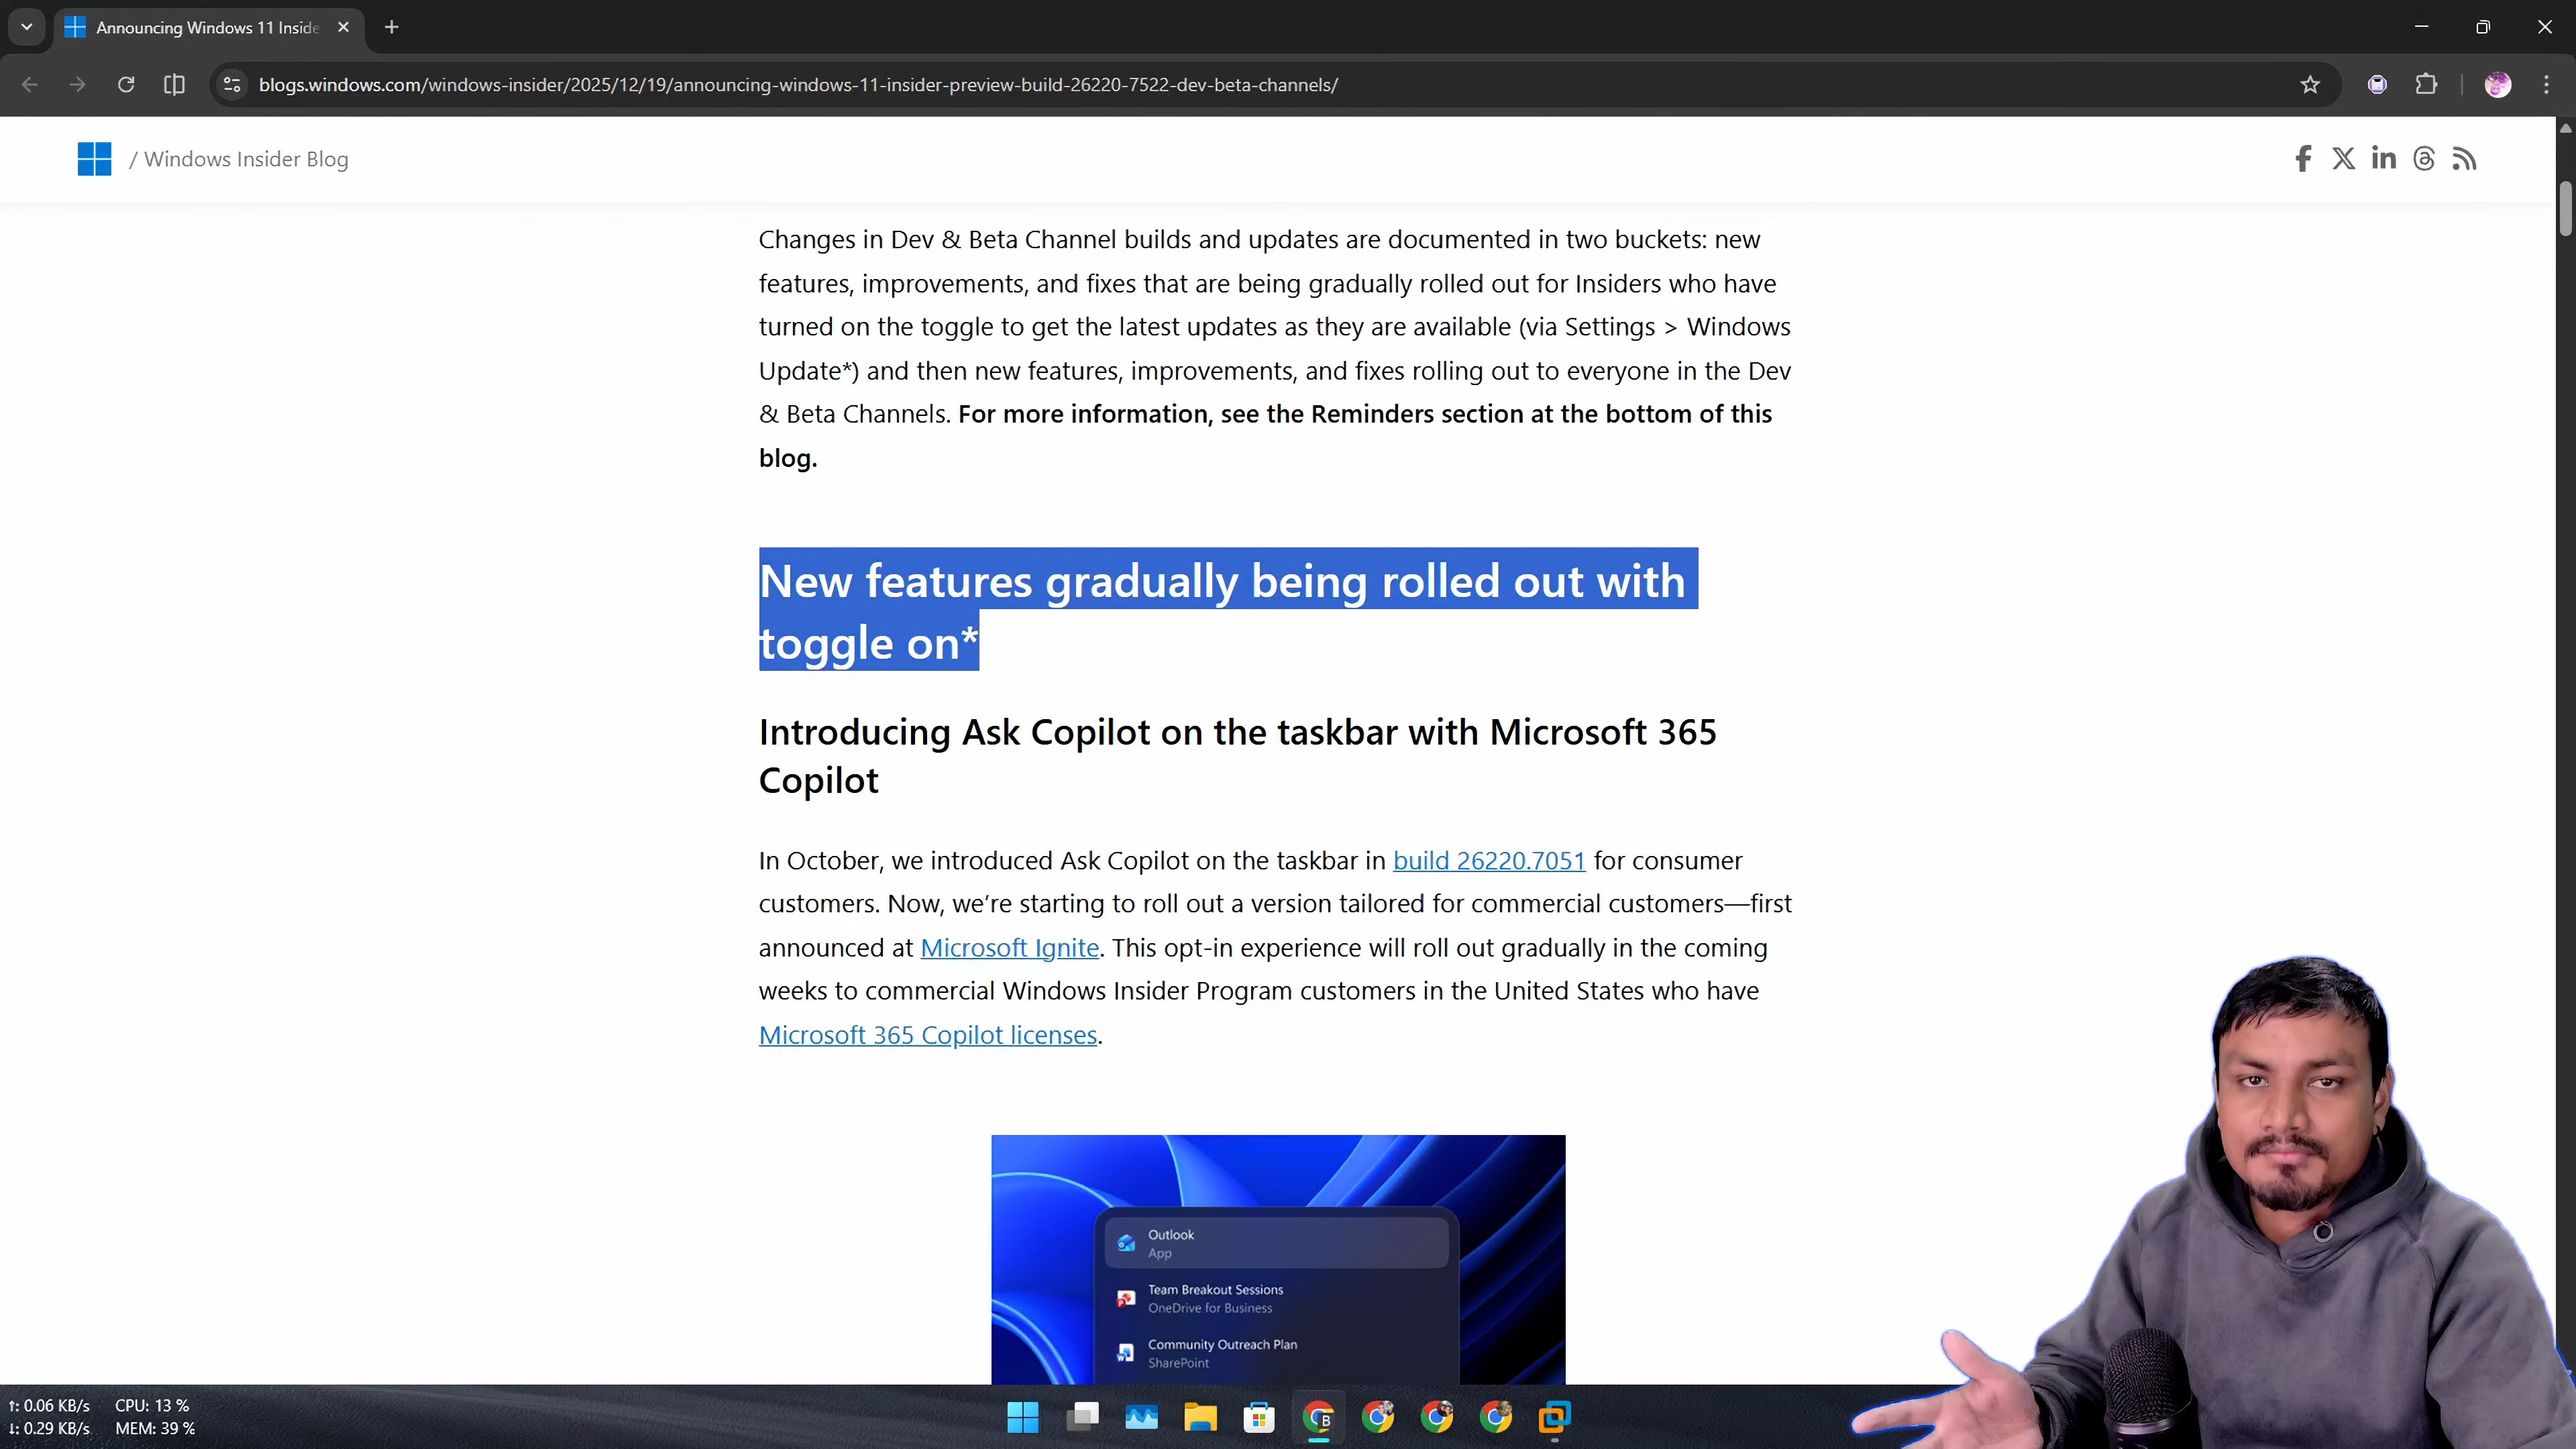 Announcing Windows 11 Inside
blogs.windows.com/windows-insider/2025/12/19/announcing-windows-11-insider-preview-build-26220-7522-dev-beta-channels/
/ Windows Insider Blog
Changes in Dev & Beta Channel builds and updates are documented in two buckets: new
features, improvements, and fixes that are being gradually rolled out for Insiders who have
turned on the toggle to get the latest updates as they are available (via Settings > Windows
Update*) and then new features, improvements, and fixes rolling out to everyone in the Dev
& Beta Channels. For more information, see the Reminders section at the bottom of this
blog.
New features gradually being rolled out with
toggle on*
Introducing Ask Copilot on the taskbar with Microsoft 365
Copilot
In October, we introduced Ask Copilot on the taskbar in build 26220.7051 for consumer
customers. Now, we’re starting to roll out a version tailored for commercial customers—first
announced at Microsoft Ignite. This opt-in experience will roll out gradually in the coming
weeks to commercial Windows Insider Program customers in the United States who have
Microsoft 365 Copilot licenses.
Outlook
App
Team Breakout Sessions
OneDrive for Business
Community Outreach Plan
SharePoint
↑: 0.06 KB/s CPU: 13 %
↓: 0.29 KB/s MEM: 39 %
B